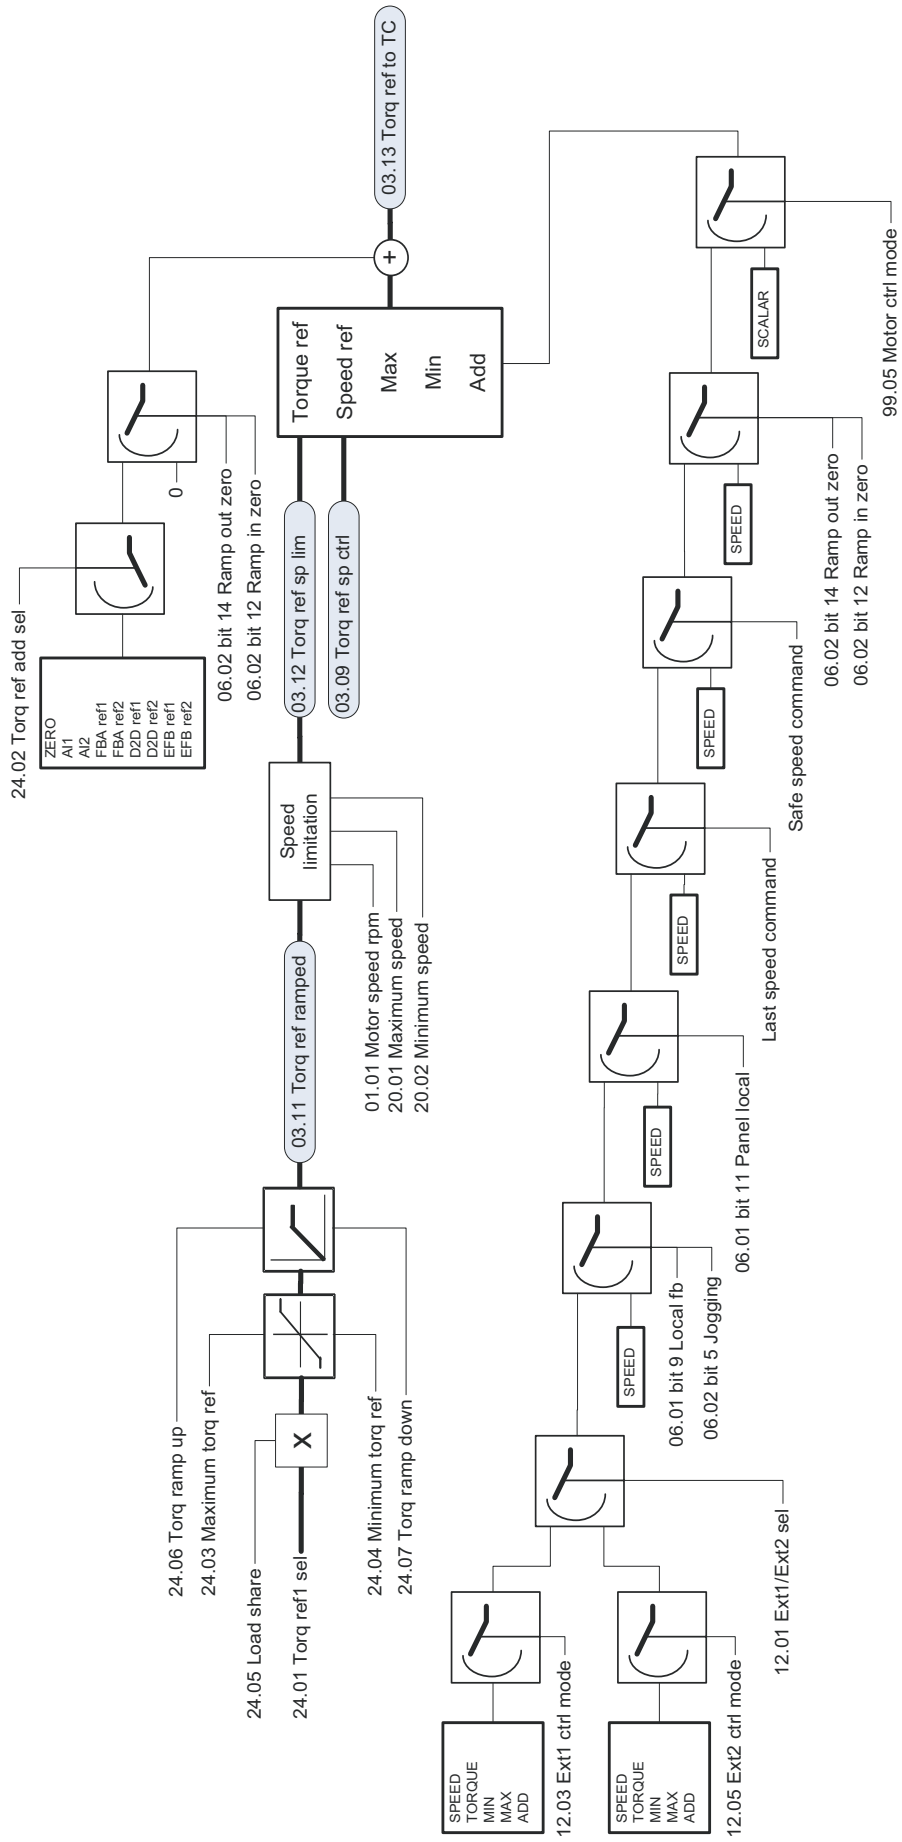 24.06 Torq ramp up
24.03 Maximum torq ref
24.05 Load share
24.01 Torq ref1 sel
X
24.04 Minimum torq ref
24.07 Torq ramp down
03.11 Torq ref ramped
Speed
limitation
01.01 Motor speed rpm
20.01 Maximum speed
20.02 Minimum speed
24.02 Torq ref add sel
ZERO
AI1
AI2
FBA ref1
FBA ref2
D2D ref1
D2D ref2
EFB ref1
EFB ref2
0
06.02 bit 14 Ramp out zero
06.02 bit 12 Ramp in zero
03.12 Torq ref sp lim
03.09 Torq ref sp ctrl
Torque ref
Speed ref
Max
Min
Add
+
03.13 Torq ref to TC
SPEED
TORQUE
MIN
MAX
ADD
12.03 Ext1 ctrl mode
SPEED
TORQUE
MIN
MAX
ADD
12.05 Ext2 ctrl mode
12.01 Ext1/Ext2 sel
SPEED
06.01 bit 9 Local fb
06.02 bit 5 Jogging
SPEED
06.01 bit 11 Panel local
SPEED
Last speed command
SPEED
Safe speed command
SPEED
06.02 bit 14 Ramp out zero
06.02 bit 12 Ramp in zero
SCALAR
99.05 Motor ctrl mode